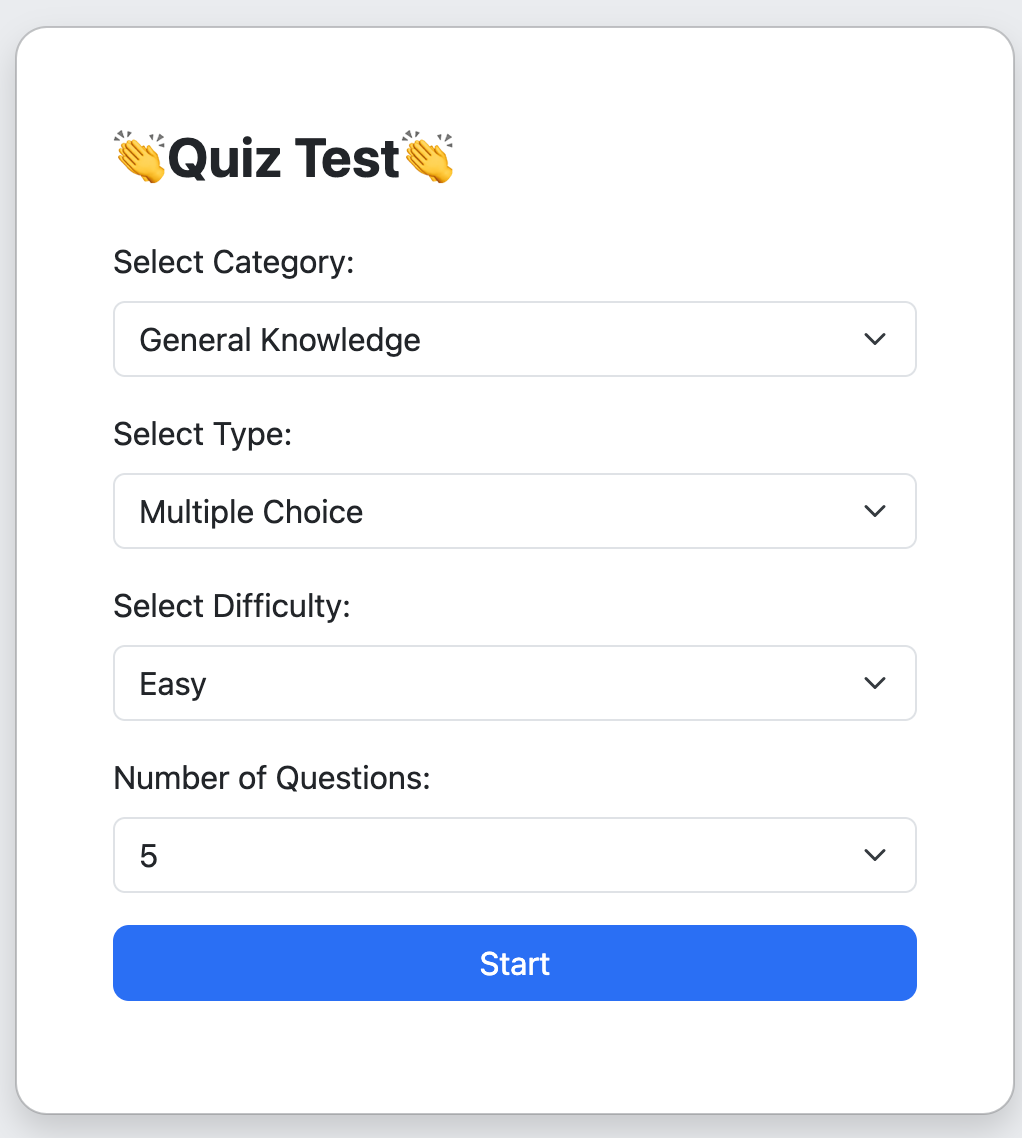 👏Quiz Test👏
Select Category:
General Knowledge
Select Type:
Multiple Choice
Select Difficulty:
Easy
Number of Questions:
5
Start